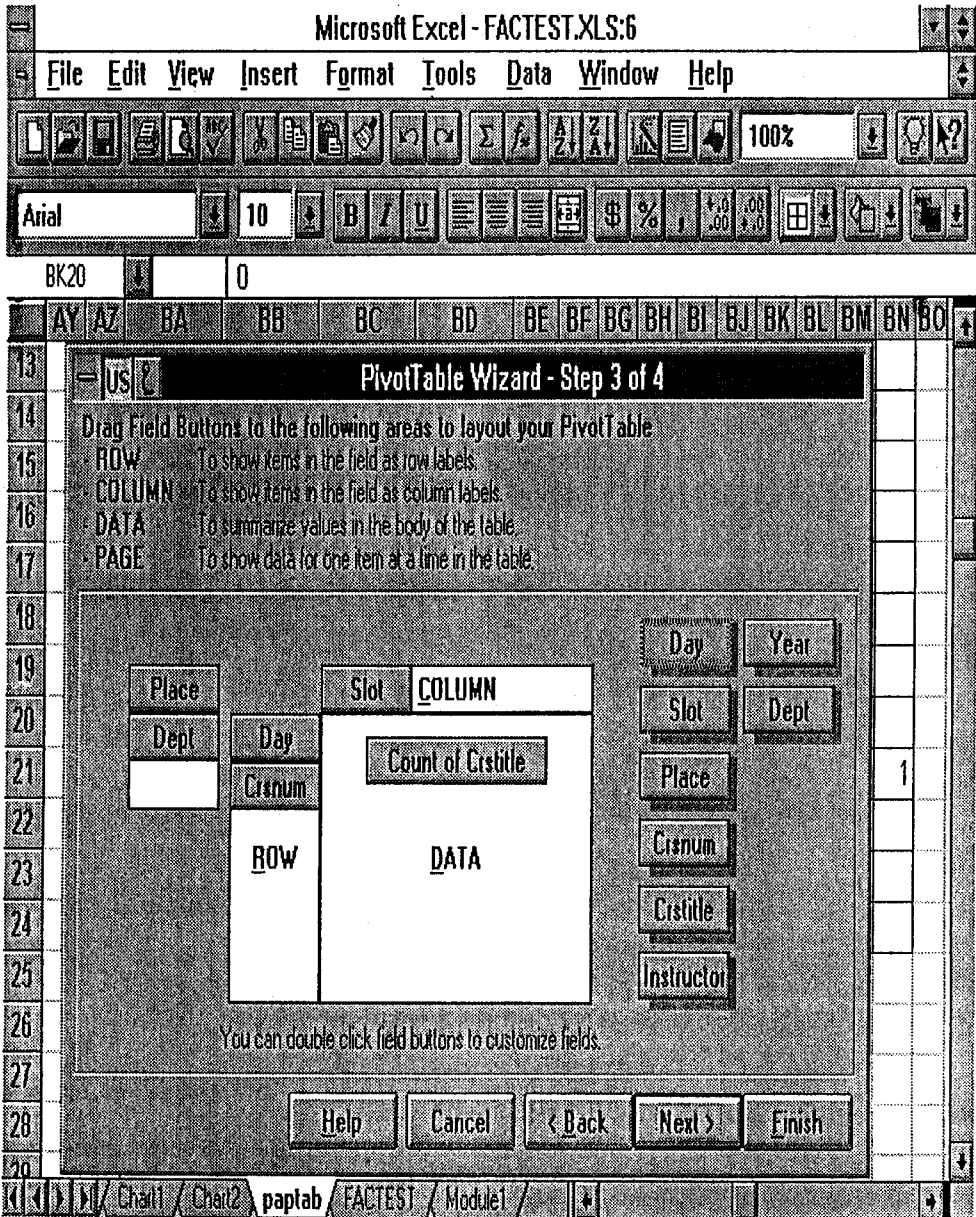 Microsoft Excel - FACTEST.XLS:6
File Edit View Insert Format Tools Data Window Help
100%
Arial 10 B I U $ % ,
BK20 0
AY AZ BA BB BC BD BE BF BG BH BI BJ BK BL BM BN BO
13
US PivotTable Wizard - Step 3 of 4
14 Drag Field Buttons to the following areas to layout your PivotTable
15 - ROW To show items in the field as row labels.
- COLUMN To show items in the field as column labels.
16 - DATA To summarize values in the body of the table.
17 - PAGE To show data for one item at a time in the table.
18
Day Year
19 Place Slot COLUMN
20 Dept Day Slot Dept
21 Crsnum Count of Crstitle Place 1
22
23 ROW DATA Crsnum
24 Crstitle
25 Instructor
26 You can double click field buttons to customize fields.
27
28 Help Cancel < Back Next > Finish
29
Chart1 Chart2 paptab FACTEST Module1